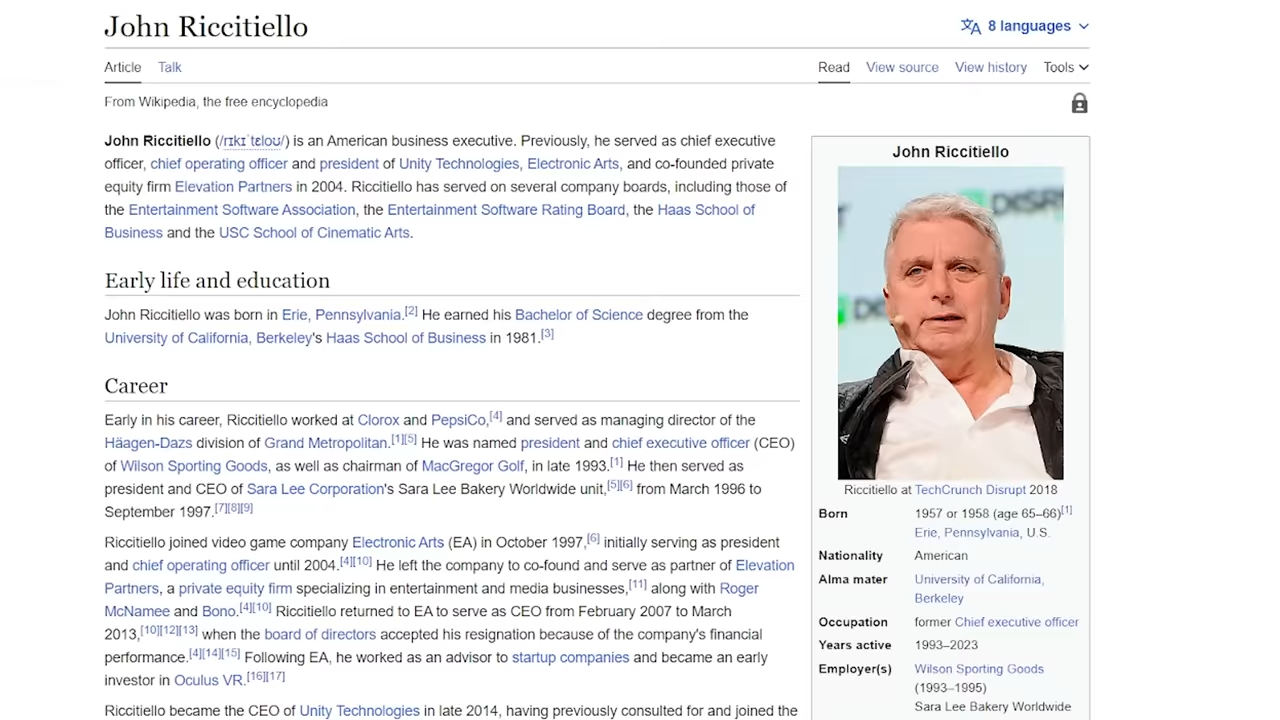 John Riccitiello
8 languages
Article Talk
Read View source View history Tools
From Wikipedia, the free encyclopedia
John Riccitiello (/rɪkɪˈtɛloʊ/) is an American business executive. Previously, he served as chief executive
officer, chief operating officer and president of Unity Technologies, Electronic Arts, and co-founded private
equity firm Elevation Partners in 2004. Riccitiello has served on several company boards, including those of
the Entertainment Software Association, the Entertainment Software Rating Board, the Haas School of
Business and the USC School of Cinematic Arts.
Early life and education
John Riccitiello was born in Erie, Pennsylvania.[2] He earned his Bachelor of Science degree from the
University of California, Berkeley's Haas School of Business in 1981.[3]
Career
Early in his career, Riccitiello worked at Clorox and PepsiCo,[4] and served as managing director of the
Häagen-Dazs division of Grand Metropolitan.[1][5] He was named president and chief executive officer (CEO)
of Wilson Sporting Goods, as well as chairman of MacGregor Golf, in late 1993.[1] He then served as
president and CEO of Sara Lee Corporation's Sara Lee Bakery Worldwide unit,[5][6] from March 1996 to
September 1997.[7][8][9]
Riccitiello joined video game company Electronic Arts (EA) in October 1997,[6] initially serving as president
and chief operating officer until 2004.[4][10] He left the company to co-found and serve as partner of Elevation
Partners, a private equity firm specializing in entertainment and media businesses,[11] along with Roger
McNamee and Bono.[4][10] Riccitiello returned to EA to serve as CEO from February 2007 to March
2013,[10][12][13] when the board of directors accepted his resignation because of the company's financial
performance.[4][14][15] Following EA, he worked as an advisor to startup companies and became an early
investor in Oculus VR.[16][17]
Riccitiello became the CEO of Unity Technologies in late 2014, having previously consulted for and joined the
John Riccitiello
DISR
Riccitiello at TechCrunch Disrupt 2018
Born 1957 or 1958 (age 65–66)[1]
Erie, Pennsylvania, U.S.
Nationality American
Alma mater University of California,
Berkeley
Occupation former Chief executive officer
Years active 1993–2023
Employer(s) Wilson Sporting Goods
(1993–1995)
Sara Lee Bakery Worldwide